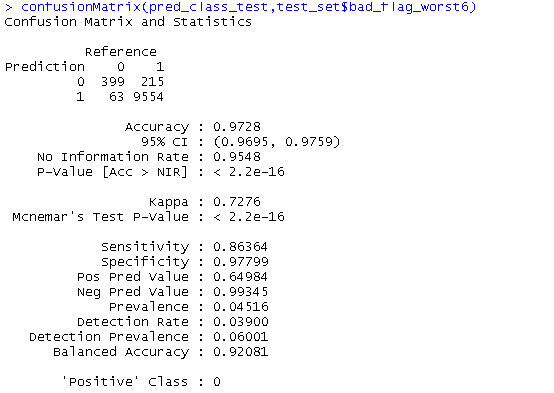 > confusionMatrix(pred_class_test,test_set$bad_flag_worst6)
Confusion Matrix and Statistics
Reference
Prediction 0 1
0 399 215
1 63 9554
Accuracy : 0.9728
95% CI : (0.9695, 0.9759)
No Information Rate : 0.9548
P-Value [Acc > NIR] : < 2.2e-16
Kappa : 0.7276
Mcnemar's Test P-Value : < 2.2e-16
Sensitivity : 0.86364
Specificity : 0.97799
Pos Pred Value : 0.64984
Neg Pred Value : 0.99345
Prevalence : 0.04516
Detection Rate : 0.03900
Detection Prevalence : 0.06001
Balanced Accuracy : 0.92081
'Positive' Class : 0